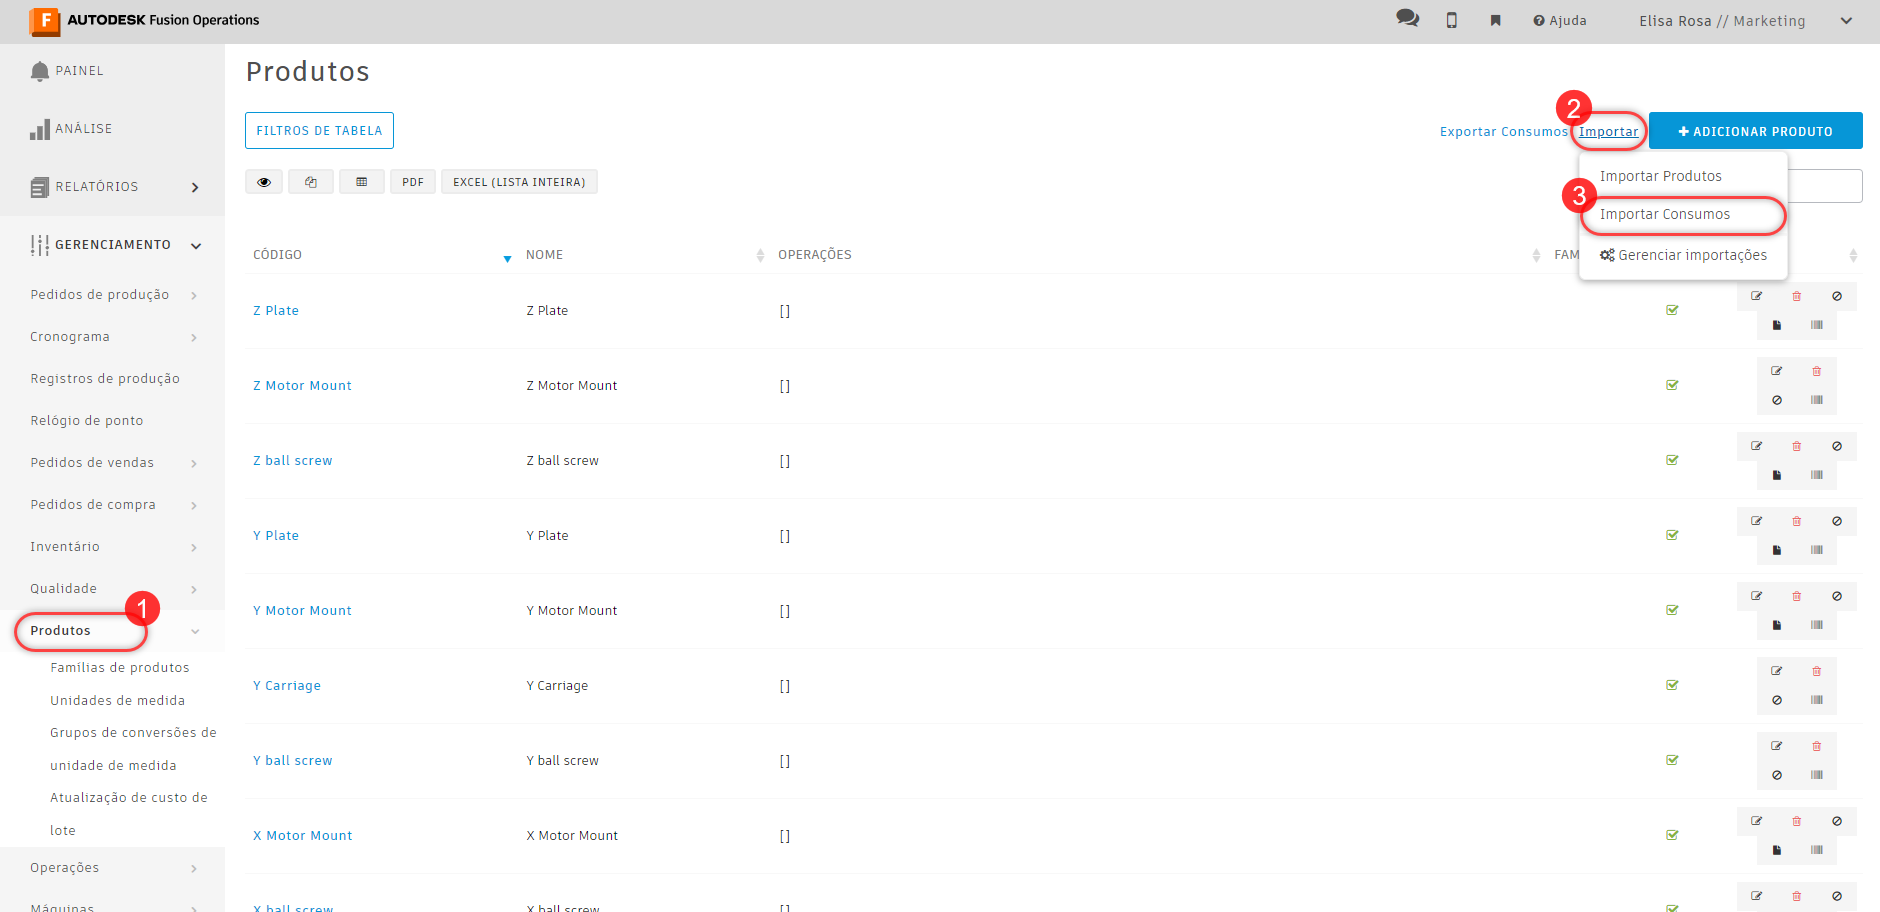 F AUTODESK Fusion Operations
Ajuda
Elisa Rosa // Marketing
PAINEL
ANÁLISE
RELATÓRIOS
GERENCIAMENTO
Pedidos de produção
Cronograma
Registros de produção
Relógio de ponto
Pedidos de vendas
Pedidos de compra
Inventário
Qualidade
1
Produtos
Famílias de produtos
Unidades de medida
Grupos de conversões de
unidade de medida
Atualização de custo de
lote
Operações
Máquinas
Produtos
FILTROS DE TABELA
Exportar Consumos
2
Importar
ADICIONAR PRODUTO
Importar Produtos
3
Importar Consumos
Gerenciar importações
PDF
EXCEL (LISTA INTEIRA)
CÓDIGO NOME OPERAÇÕES FAM
Z Plate Z Plate []
Z Motor Mount Z Motor Mount []
Z ball screw Z ball screw []
Y Plate Y Plate []
Y Motor Mount Y Motor Mount []
Y Carriage Y Carriage []
Y ball screw Y ball screw []
X Motor Mount X Motor Mount []
X ball screw X ball screw []